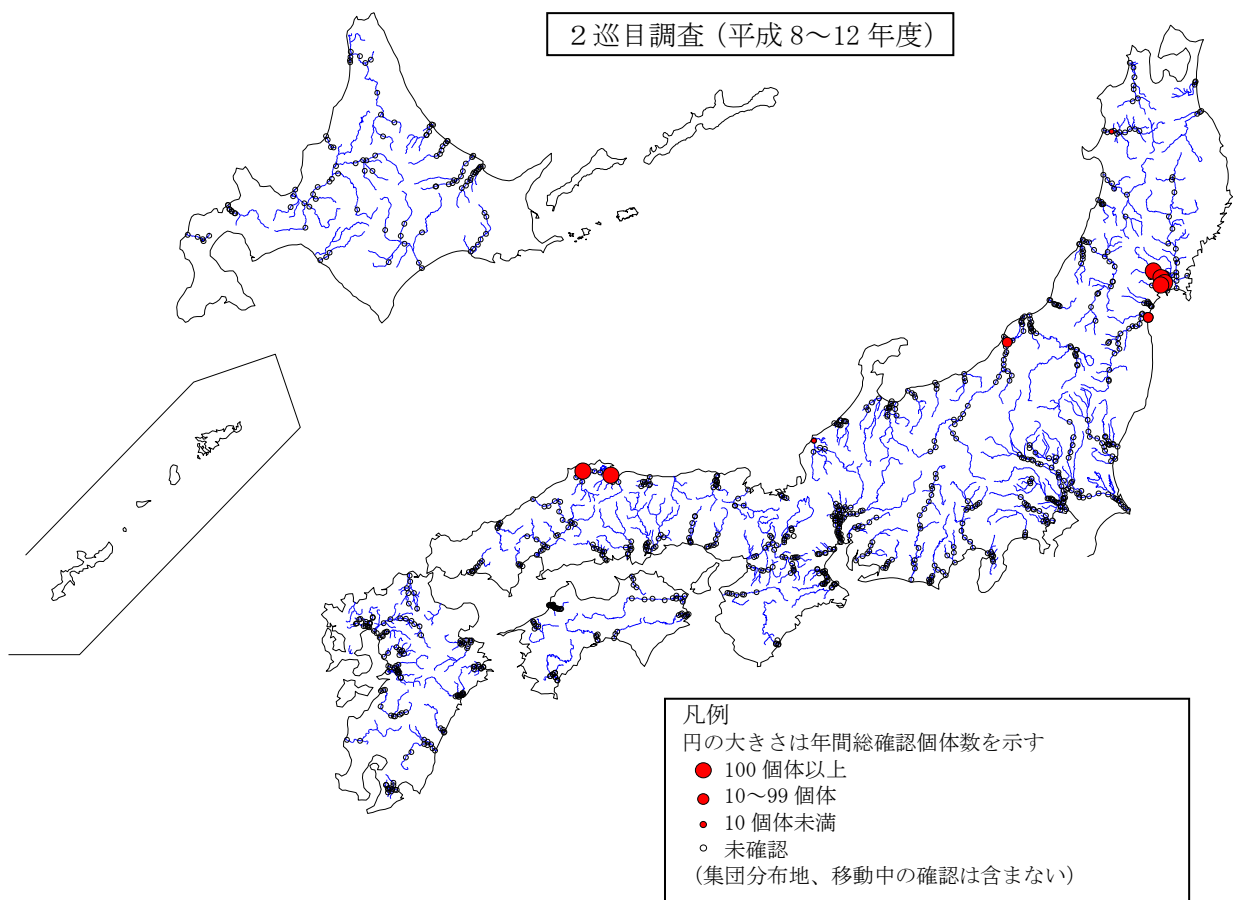 ２巡目調査（平成 8～12 年度）
凡例
円の大きさは年間総確認個体数を示す
100 個体以上
10～99 個体
10 個体未満
未確認
（集団分布地、移動中の確認は含まない）